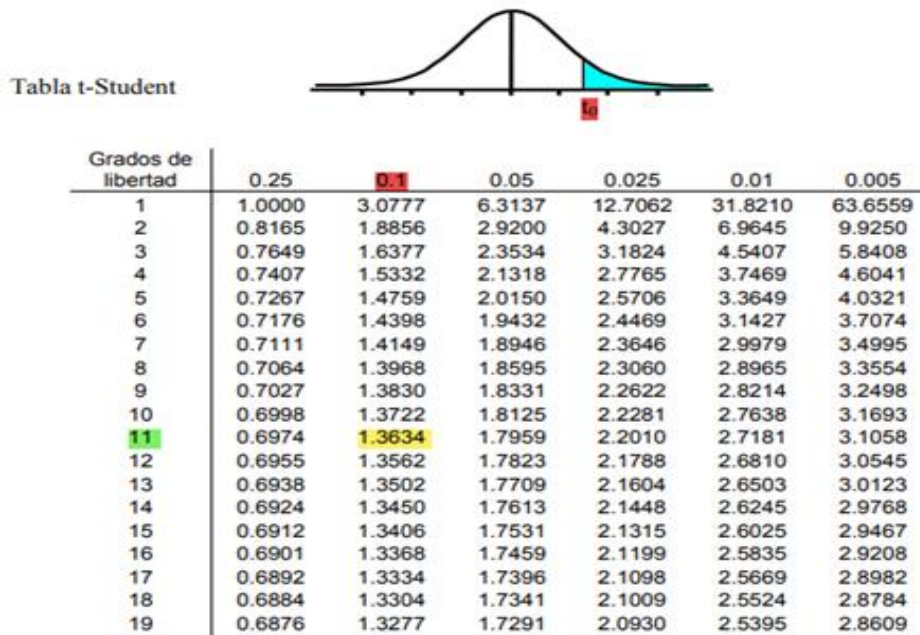 Tabla t-Student
t₀
Grados de
libertad 0.25 0.1 0.05 0.025 0.01 0.005
1 1.0000 3.0777 6.3137 12.7062 31.8210 63.6559
2 0.8165 1.8856 2.9200 4.3027 6.9645 9.9250
3 0.7649 1.6377 2.3534 3.1824 4.5407 5.8408
4 0.7407 1.5332 2.1318 2.7765 3.7469 4.6041
5 0.7267 1.4759 2.0150 2.5706 3.3649 4.0321
6 0.7176 1.4398 1.9432 2.4469 3.1427 3.7074
7 0.7111 1.4149 1.8946 2.3646 2.9979 3.4995
8 0.7064 1.3968 1.8595 2.3060 2.8965 3.3554
9 0.7027 1.3830 1.8331 2.2622 2.8214 3.2498
10 0.6998 1.3722 1.8125 2.2281 2.7638 3.1693
11 0.6974 1.3634 1.7959 2.2010 2.7181 3.1058
12 0.6955 1.3562 1.7823 2.1788 2.6810 3.0545
13 0.6938 1.3502 1.7709 2.1604 2.6503 3.0123
14 0.6924 1.3450 1.7613 2.1448 2.6245 2.9768
15 0.6912 1.3406 1.7531 2.1315 2.6025 2.9467
16 0.6901 1.3368 1.7459 2.1199 2.5835 2.9208
17 0.6892 1.3334 1.7396 2.1098 2.5669 2.8982
18 0.6884 1.3304 1.7341 2.1009 2.5524 2.8784
19 0.6876 1.3277 1.7291 2.0930 2.5395 2.8609